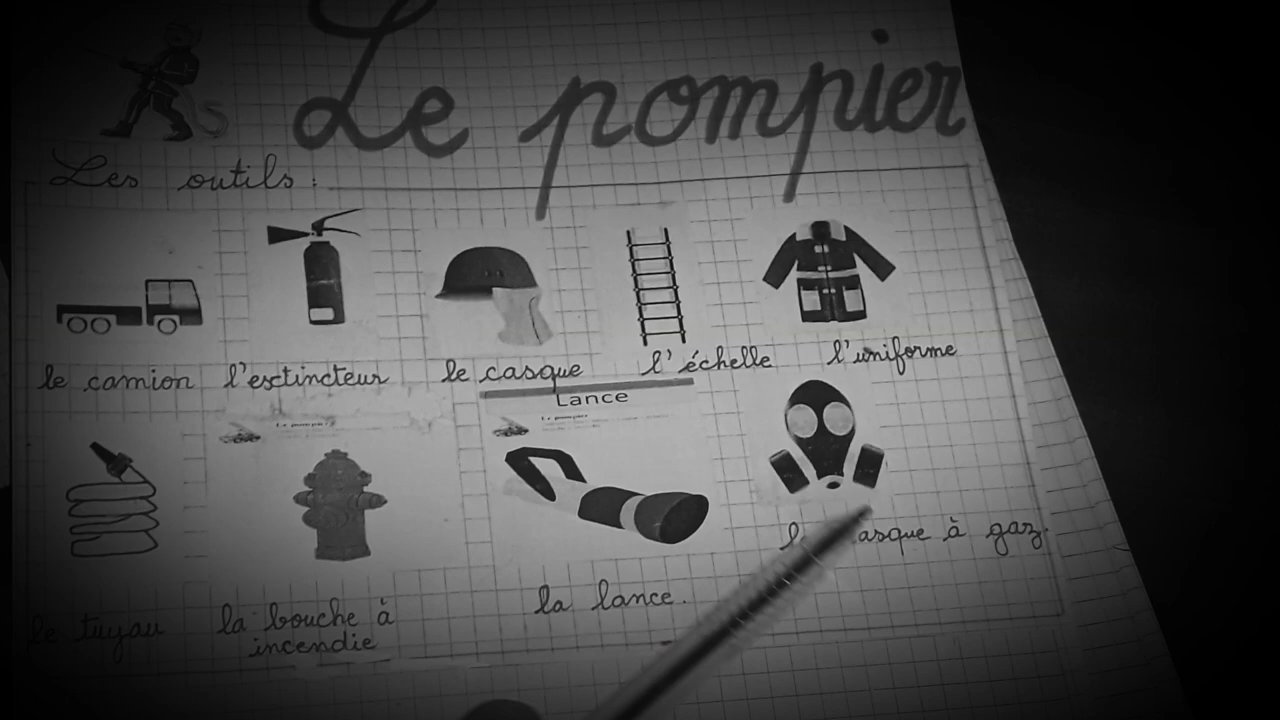 Le pompier
Les outils :
le camion l'esctincteur le casque l'échelle l'uniforme
Lance
Le pompier
le tuyau la bouche à
incendie
la lance.
asque à gaz.